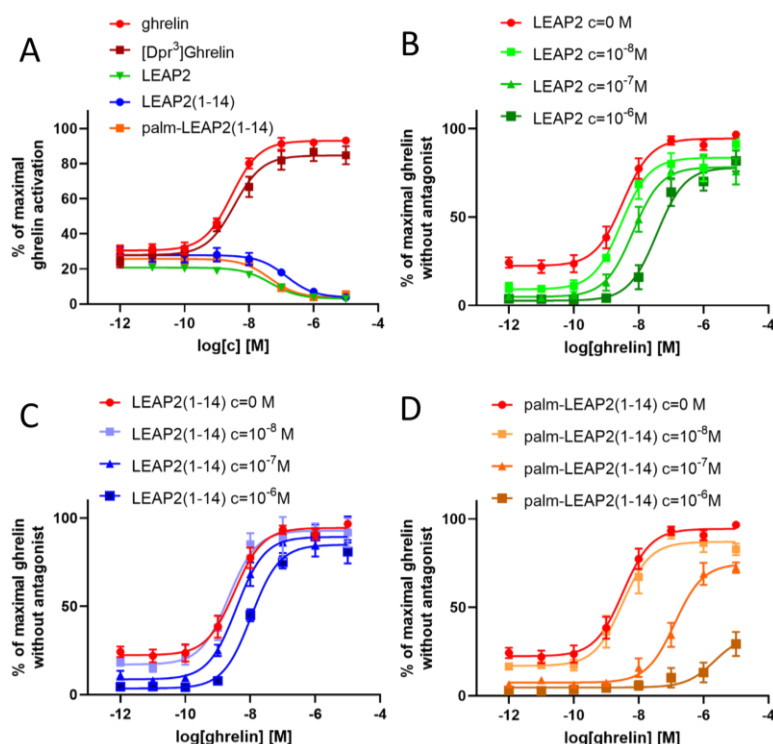 A
ghrelin
[Dpr³]Ghrelin
LEAP2
LEAP2(1-14)
palm-LEAP2(1-14)
% of maximal
ghrelin activation
100
80
60
40
20
0
-12 -10 -8 -6 -4
log[c] [M]
B
LEAP2 c=0 M
LEAP2 c=10⁻⁸M
LEAP2 c=10⁻⁷M
LEAP2 c=10⁻⁶M
% of maximal ghrelin
without antagonist
100
50
0
-12 -10 -8 -6 -4
log[ghrelin] [M]
C
LEAP2(1-14) c=0 M
LEAP2(1-14) c=10⁻⁸ M
LEAP2(1-14) c=10⁻⁷M
LEAP2(1-14) c=10⁻⁶M
% of maximal ghrelin
without antagonist
100
50
0
-12 -10 -8 -6 -4
log[ghrelin] [M]
D
palm-LEAP2(1-14) c=0 M
palm-LEAP2(1-14) c=10⁻⁸M
palm-LEAP2(1-14) c=10⁻⁷M
palm-LEAP2(1-14) c=10⁻⁶M
% of maximal ghrelin
without antagonist
100
50
0
-12 -10 -8 -6 -4
log[ghrelin] [M]